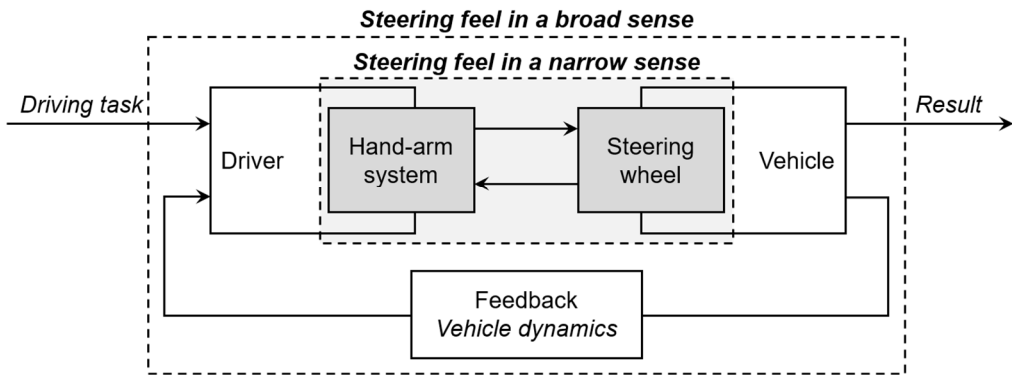 Steering feel in a broad sense
Steering feel in a narrow sense
Driving task
Result
Driver
Hand-arm
system
Steering
wheel
Vehicle
Feedback
Vehicle dynamics